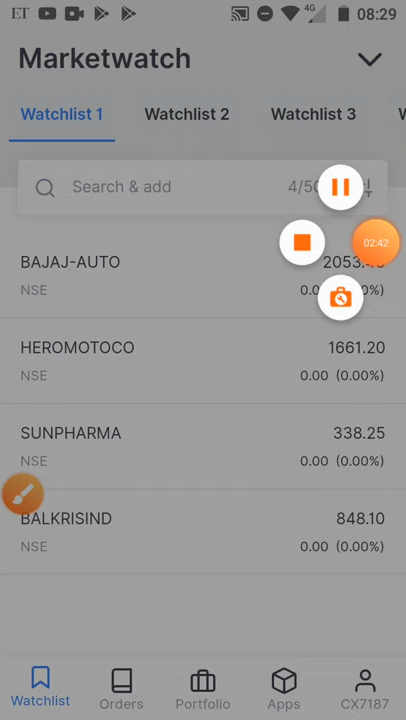 ET 4G 08:29
Marketwatch
Watchlist 1 Watchlist 2 Watchlist 3
Search & add 4/50
02:42
BAJAJ-AUTO
NSE
HEROMOTOCO 1661.20
NSE 0.00 (0.00%)
SUNPHARMA 338.25
NSE 0.00 (0.00%)
BALKRISIND 848.10
NSE 0.00 (0.00%)
Watchlist Orders Portfolio Apps CX7187